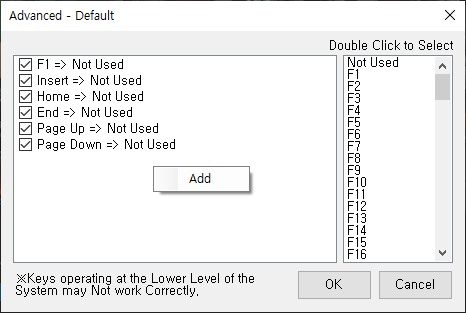 Advanced - Default
Double Click to Select
F1 => Not Used
Insert => Not Used
Home => Not Used
End => Not Used
Page Up => Not Used
Page Down => Not Used
Add
Not Used
F1
F2
F3
F4
F5
F6
F7
F8
F9
F10
F11
F12
F13
F14
F15
F16
※Keys operating at the Lower Level of the
System may Not work Correctly.
OK
Cancel